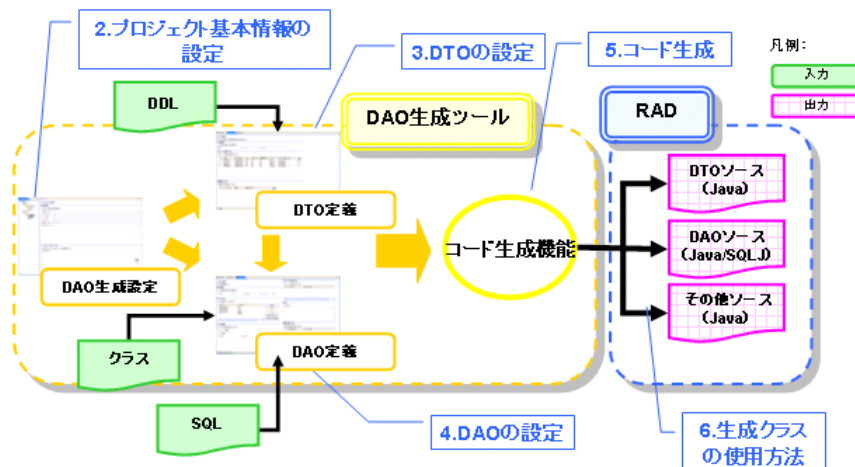 2.プロジェクト基本情報の
設定
3.DTOの設定
5.コード生成
凡例:
入力
出力
DDL
DAO生成ツール
RAD
DTOソース
(Java)
DTO定義
コード生成機能
DAOソース
(Java/SQLJ)
DAO生成設定
その他ソース
(Java)
クラス
DAO定義
SQL
4.DAOの設定
6.生成クラス
の使用方法